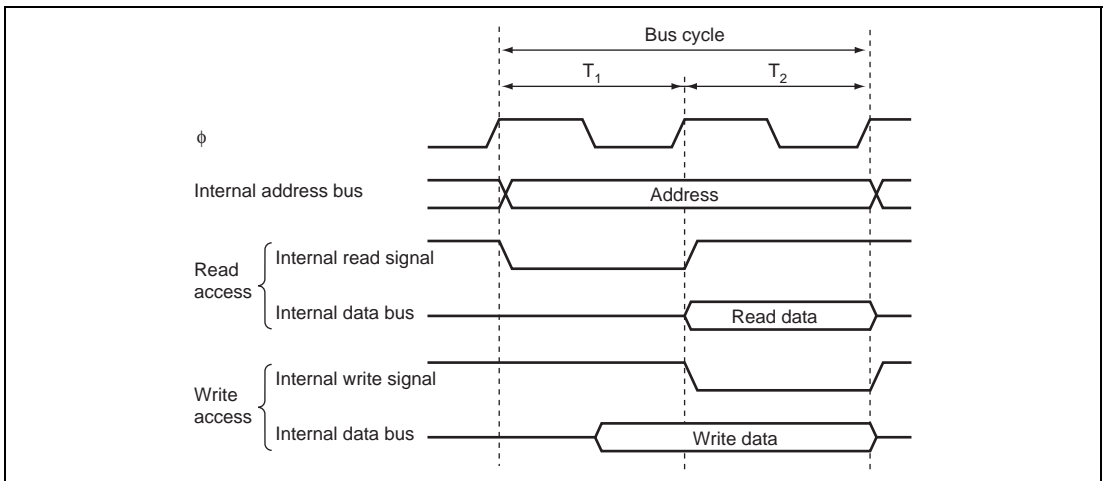 Bus cycle
T1 T2
ϕ
Internal address bus Address
Read access Internal read signal
Internal data bus Read data
Write access Internal write signal
Internal data bus Write data